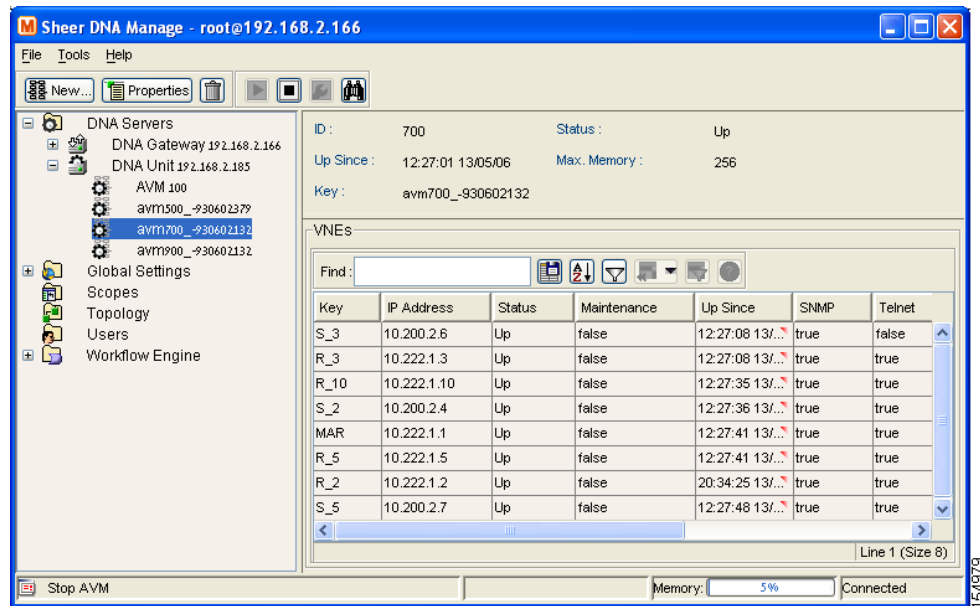 Sheer DNA Manage - root@192.168.2.166
File Tools Help
New... Properties
DNA Servers
DNA Gateway 192.168.2.166
DNA Unit 192.168.2.185
AVM 100
avm500_-930602379
avm700_-930602132
avm900_-930602132
Global Settings
Scopes
Topology
Users
Workflow Engine
ID : 700 Status : Up
Up Since : 12:27:01 13/05/06 Max. Memory : 256
Key : avm700_-930602132
VNEs
Find :
Key IP Address Status Maintenance Up Since SNMP Telnet
S_3 10.200.2.6 Up false 12:27:08 13/... true false
R_3 10.222.1.3 Up false 12:27:08 13/... true true
R_10 10.222.1.10 Up false 12:27:35 13/... true true
S_2 10.200.2.4 Up false 12:27:36 13/... true true
MAR 10.222.1.1 Up false 12:27:41 13/... true true
R_5 10.222.1.5 Up false 12:27:41 13/... true true
R_2 10.222.1.2 Up false 20:34:25 13/... true true
S_5 10.200.2.7 Up false 12:27:48 13/... true true
Line 1 (Size 8)
Stop AVM Memory: 5% Connected
154979